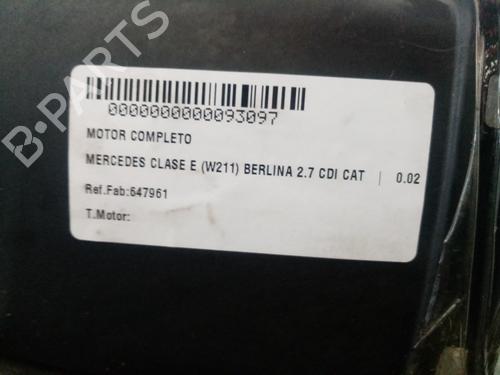 B-PARTS
0000000000093097
MOTOR COMPLETO
MERCEDES CLASE E (W211) BERLINA 2.7 CDI CAT | 0.02
Ref.Fab:647961
T.Motor: